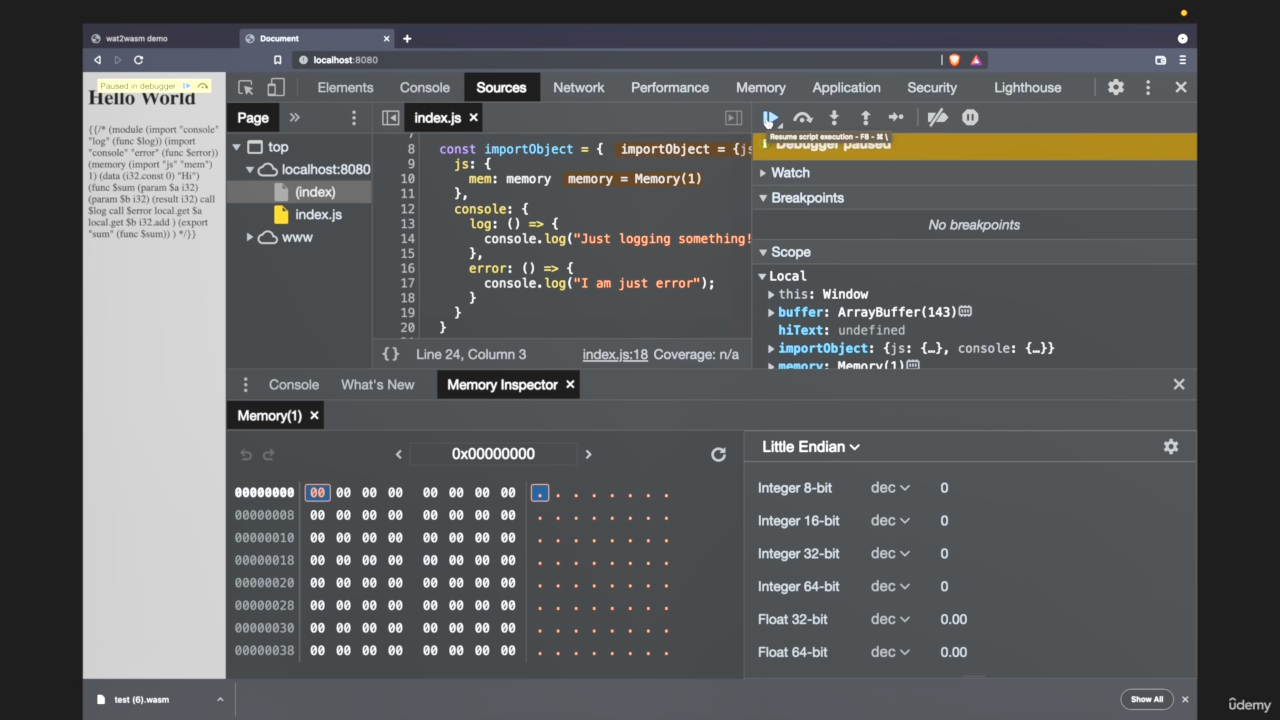 wat2wasm demo
Document
localhost:8080
Paused in debugger
Hello World
{{/* (module (import "console"
"log" (func $log)) (import
"console" "error" (func $error))
(memory (import "js" "mem")
1) (data (i32.const 0) "Hi")
(func $sum (param $a i32)
(param $b i32) (result i32) call
$log call $error local.get $a
local.get $b i32.add ) (export
"sum" (func $sum)) ) */}}
Elements Console Sources Network Performance Memory Application Security Lighthouse
Page
top
localhost:8080
(index)
index.js
www
index.js
8 const importObject = { importObject = {js
9 js: {
10 mem: memory memory = Memory(1)
11 },
12 console: {
13 log: () => {
14 console.log("Just logging something!
15 },
16 error: () => {
17 console.log("I am just error");
18 }
19 }
20 }
{} Line 24, Column 3 index.js:18 Coverage: n/a
Resume script execution - F8 - ⌘ \
Debugger paused
Watch
Breakpoints
No breakpoints
Scope
Local
this: Window
buffer: ArrayBuffer(143)
hiText: undefined
importObject: {js: {…}, console: {…}}
memory: Memory(1)
Console What's New Memory Inspector
Memory(1)
0x00000000
00000000 00 00 00 00 00 00 00 00 . . . . . . . .
00000008 00 00 00 00 00 00 00 00 . . . . . . . .
00000010 00 00 00 00 00 00 00 00 . . . . . . . .
00000018 00 00 00 00 00 00 00 00 . . . . . . . .
00000020 00 00 00 00 00 00 00 00 . . . . . . . .
00000028 00 00 00 00 00 00 00 00 . . . . . . . .
00000030 00 00 00 00 00 00 00 00 . . . . . . . .
00000038 00 00 00 00 00 00 00 00 . . . . . . . .
Little Endian
Integer 8-bit dec 0
Integer 16-bit dec 0
Integer 32-bit dec 0
Integer 64-bit dec 0
Float 32-bit dec 0.00
Float 64-bit dec 0.00
test (6).wasm
Show All
ûdemy